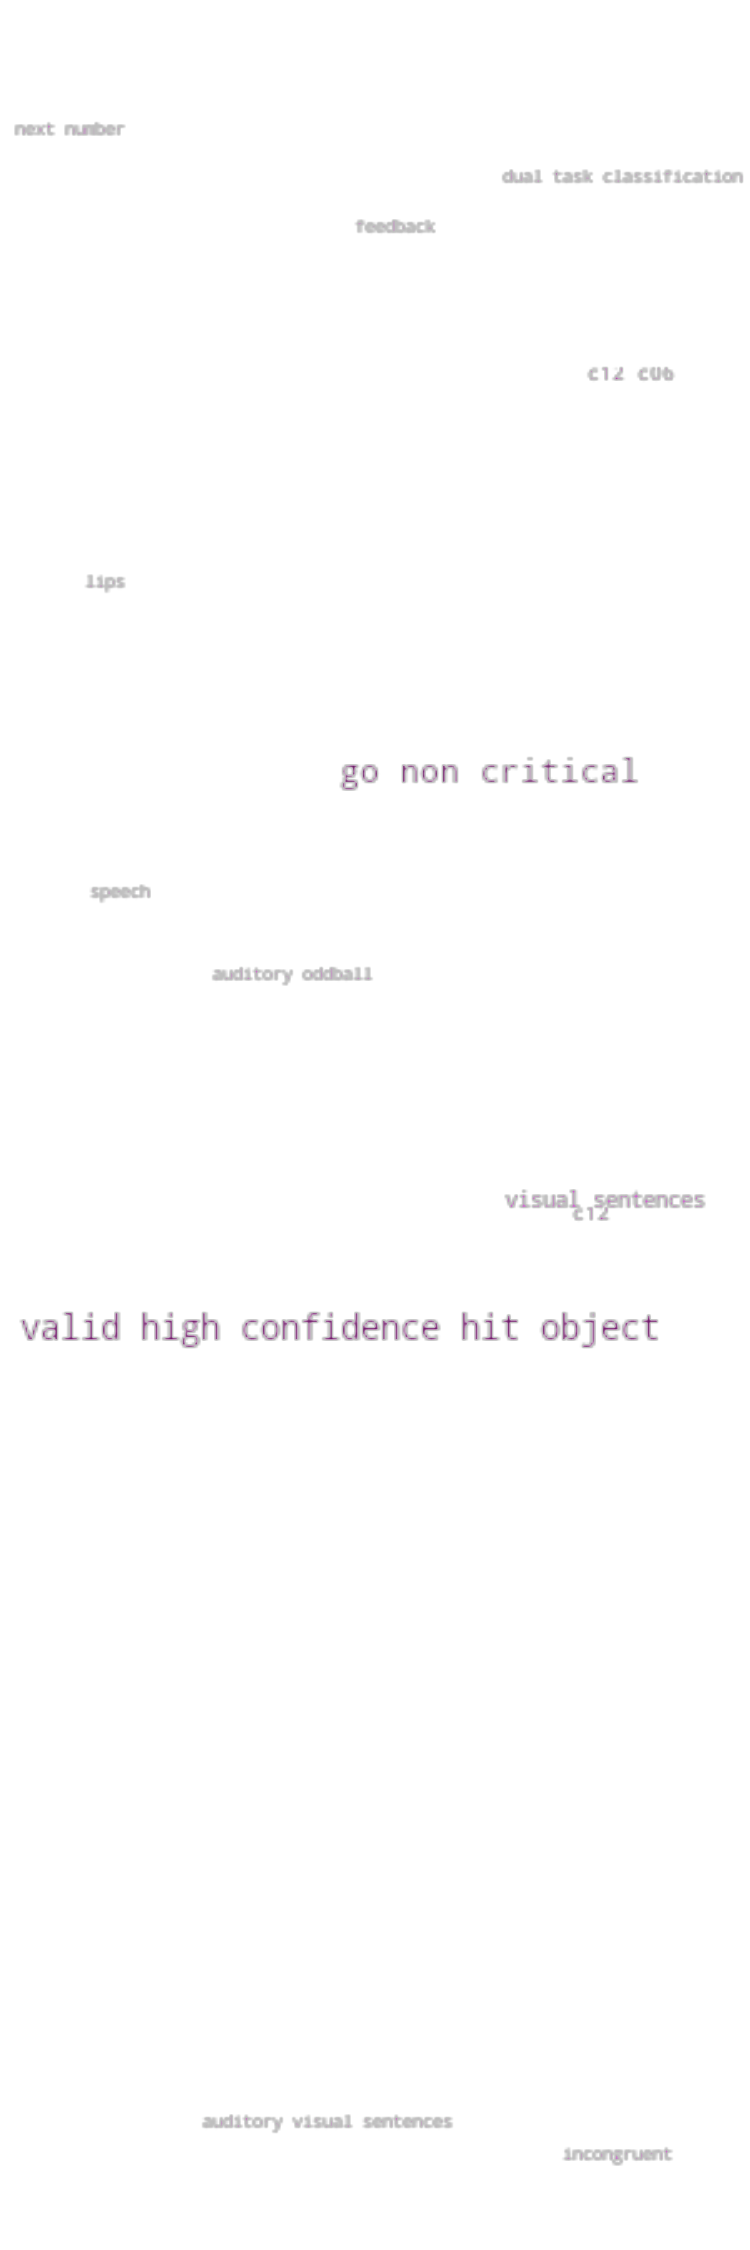 next number
dual task classification
feedback
c12 c06
lips
go non critical
speech
auditory oddball
visual sentences
c12
valid high confidence hit object
auditory visual sentences
incongruent